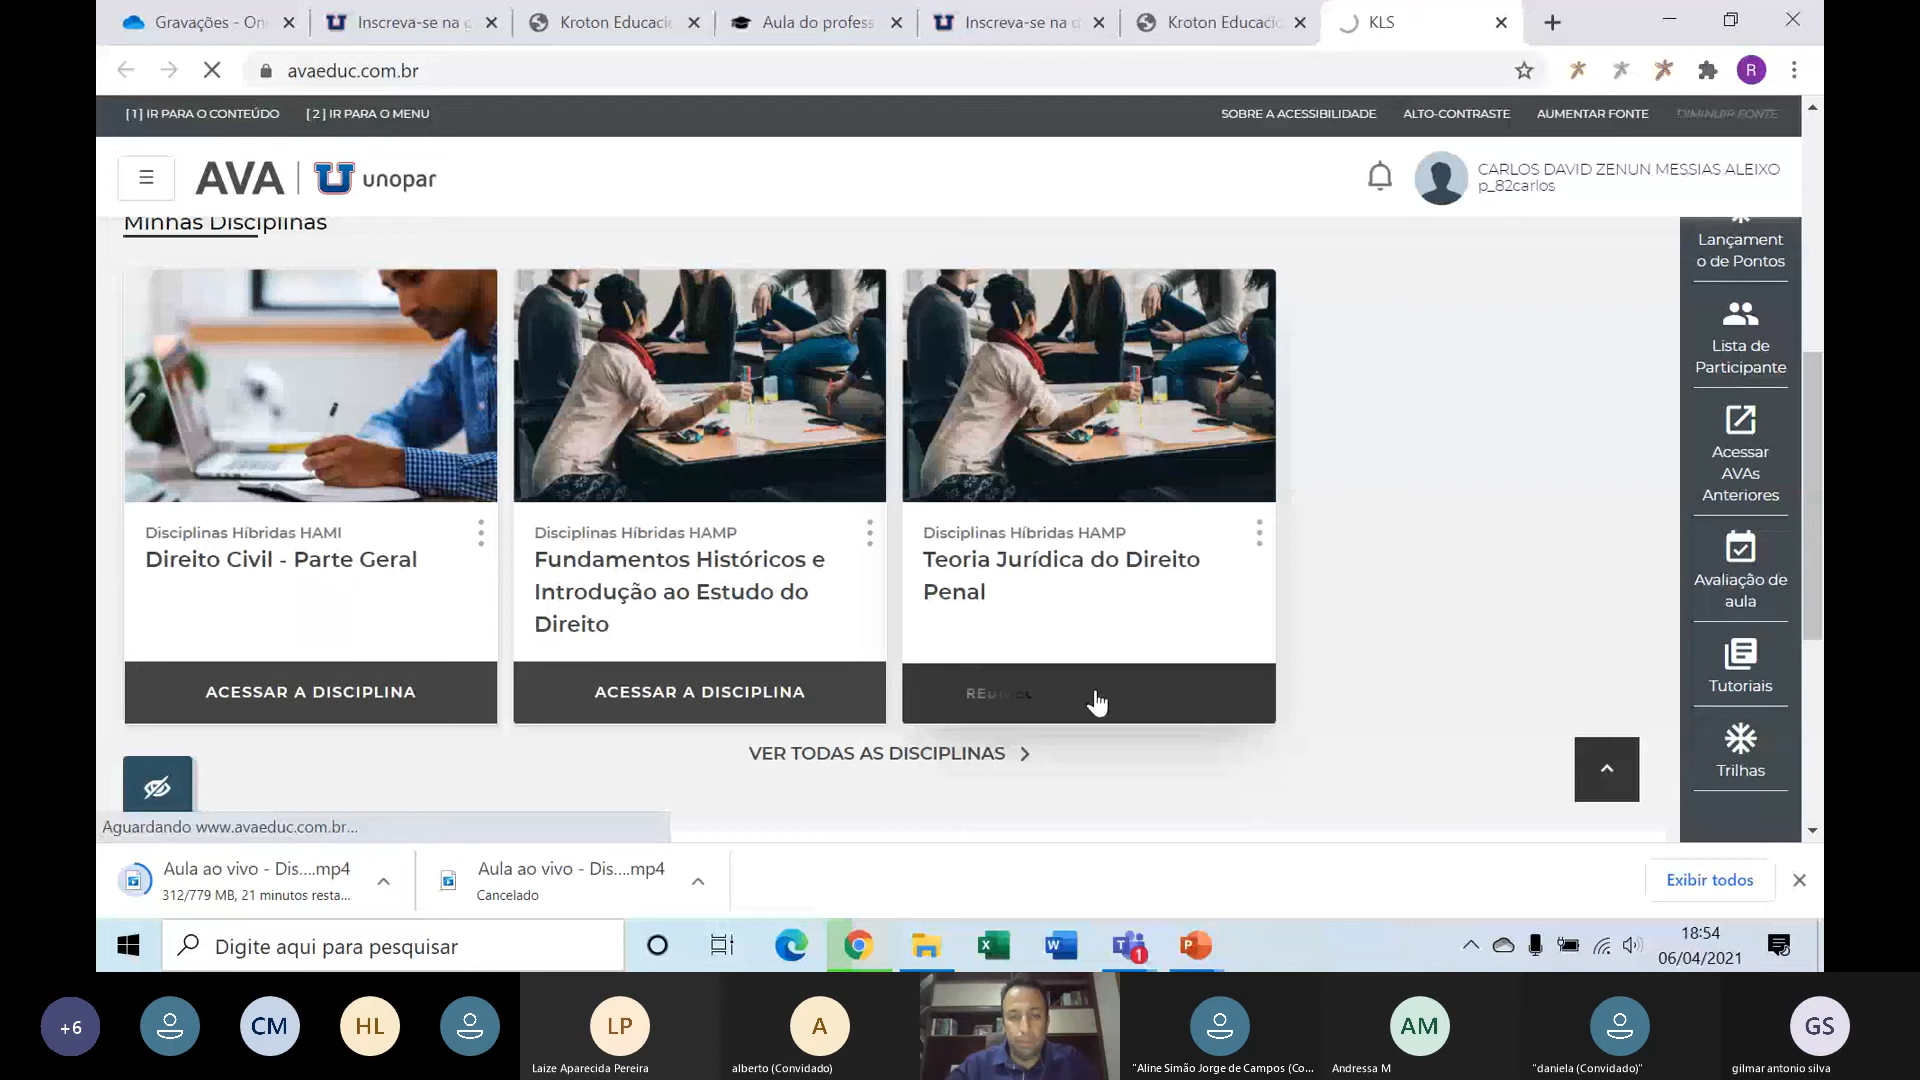 Gravações - On
Inscreva-se na g
Kroton Educacio
Aula do profess
Inscreva-se na d
Kroton Educacio
KLS
avaeduc.com.br
R
[ 1 ] IR PARA O CONTEÚDO
[ 2 ] IR PARA O MENU
SOBRE A ACESSIBILIDADE
ALTO-CONTRASTE
AUMENTAR FONTE
DIMINUIR FONTE
AVA
unopar
CARLOS DAVID ZENUN MESSIAS ALEIXO
p_82carlos
Minhas Disciplinas
Disciplinas Híbridas HAMI
Direito Civil - Parte Geral
ACESSAR A DISCIPLINA
Disciplinas Híbridas HAMP
Fundamentos Históricos e
Introdução ao Estudo do
Direito
ACESSAR A DISCIPLINA
Disciplinas Híbridas HAMP
Teoria Jurídica do Direito
Penal
VER TODAS AS DISCIPLINAS
Lançament
o de Pontos
Lista de
Participante
Acessar
AVAs
Anteriores
Avaliação de
aula
Tutoriais
Trilhas
Aguardando www.avaeduc.com.br...
Aula ao vivo - Dis....mp4
312/779 MB, 21 minutos resta...
Aula ao vivo - Dis....mp4
Cancelado
Exibir todos
Digite aqui para pesquisar
1
18:54
06/04/2021
+6
CM
HL
LP
Laize Aparecida Pereira
A
alberto (Convidado)
"Aline Simão Jorge de Campos (Co...
AM
Andressa M
"daniela (Convidado)"
GS
gilmar antonio silva